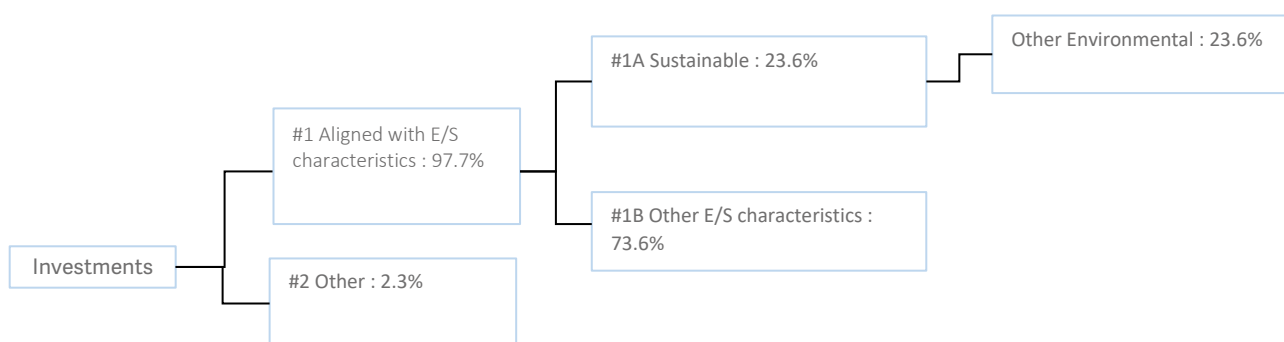 Investments
#1 Aligned with E/S
characteristics : 97.7%
#2 Other : 2.3%
#1A Sustainable : 23.6%
#1B Other E/S characteristics :
73.6%
Other Environmental : 23.6%